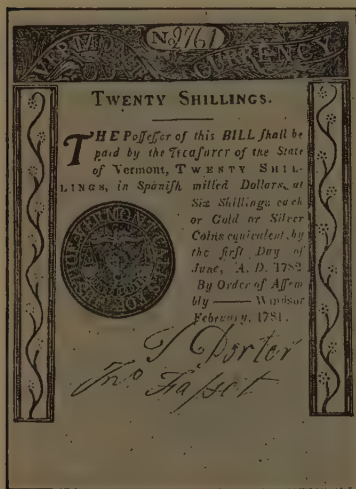 No 2761
VERMONT CURRENCY
TWENTY SHILLINGS.
THE Poſſeſſor of this BILL ſhall be
paid by the Treaſurer of the State
of Vermont, TWENTY SHIL-
LINGS, in Spaniſh milled Dollars, at
Six Shillings each
or Gold or Silver
Coins equivalent, by
the firſt Day of
June, A. D. 1782
By Order of Aſſem
bly —— Windsor
February, 1781.
T Porter
Jno Faſset